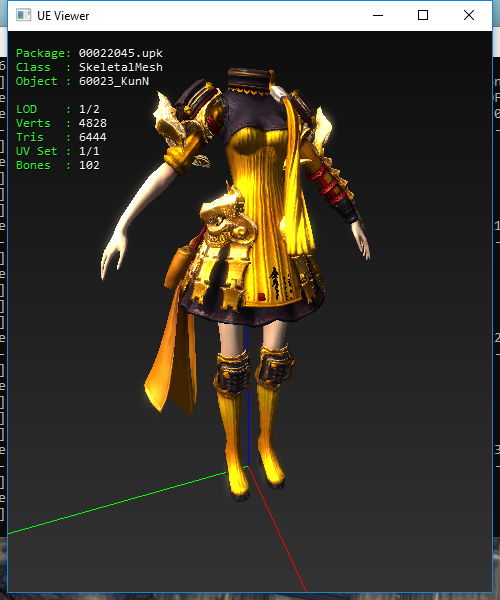 UE Viewer
Package: 00022045.upk
Class : SkeletalMesh
Object : 60023_KunN
LOD : 1/2
Verts : 4828
Tris : 6444
UV Set : 1/1
Bones : 102